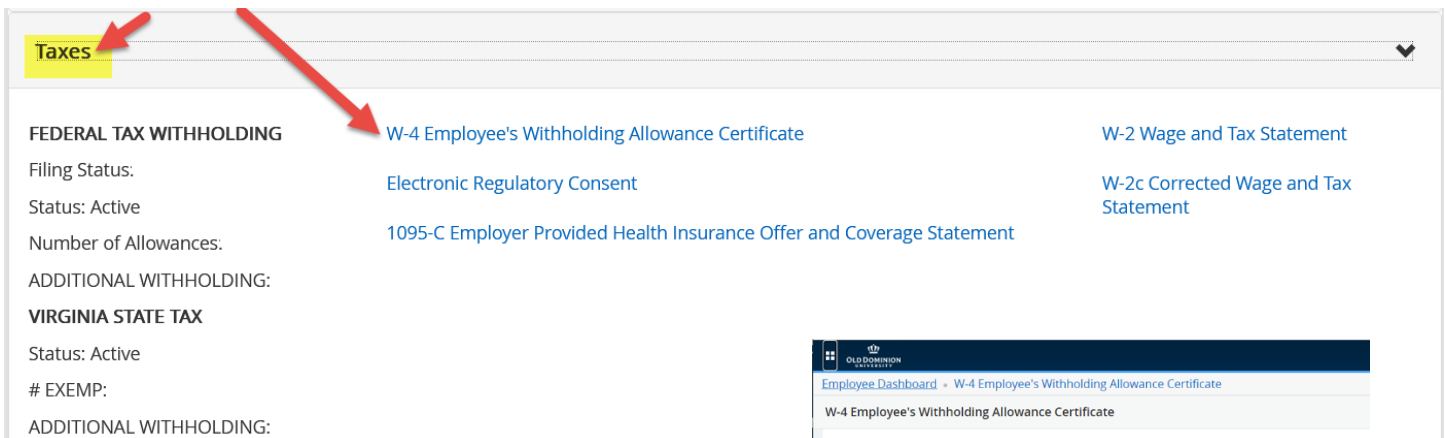 Taxes
FEDERAL TAX WITHHOLDING
Filing Status:
Status: Active
Number of Allowances:
ADDITIONAL WITHHOLDING:
VIRGINIA STATE TAX
Status: Active
# EXEMP:
ADDITIONAL WITHHOLDING:
W-4 Employee's Withholding Allowance Certificate
Electronic Regulatory Consent
1095-C Employer Provided Health Insurance Offer and Coverage Statement
W-2 Wage and Tax Statement
W-2c Corrected Wage and Tax
Statement
OLD DOMINION
UNIVERSITY
Employee Dashboard • W-4 Employee's Withholding Allowance Certificate
W-4 Employee's Withholding Allowance Certificate